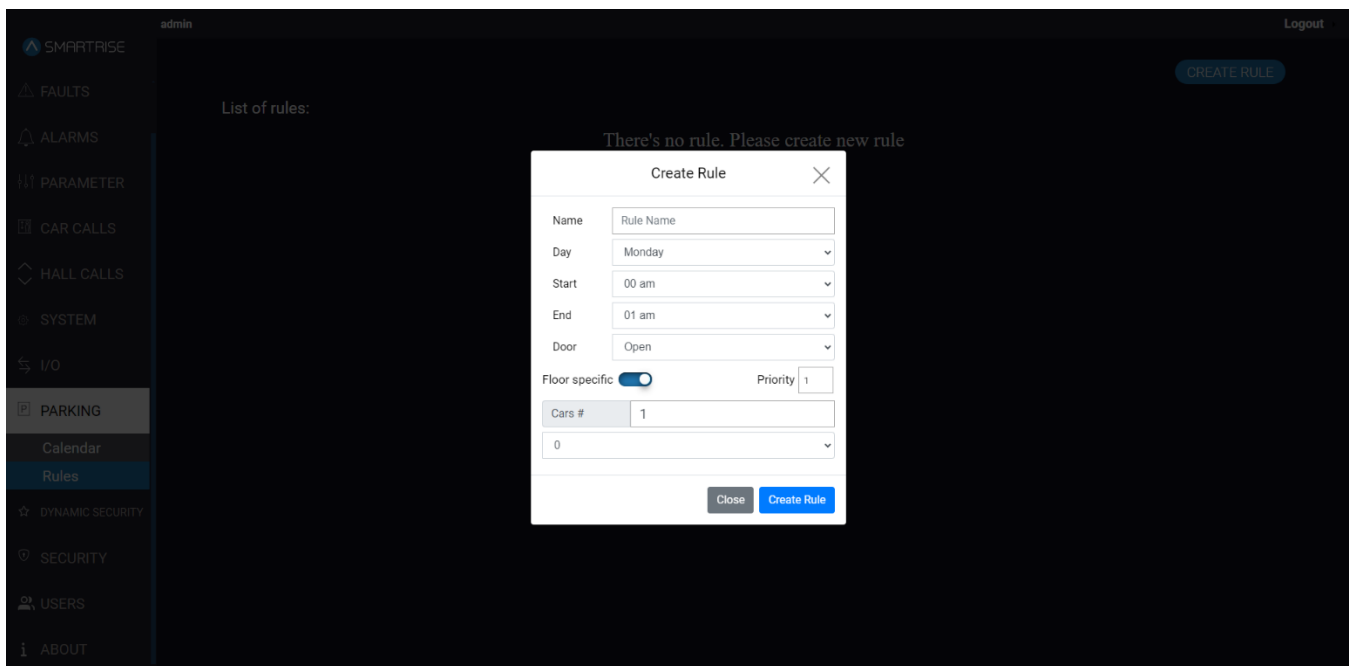 admin
Logout
SMARTRISE
CREATE RULE
FAULTS
List of rules:
ALARMS
There's no rule. Please create new rule
PARAMETER
CAR CALLS
HALL CALLS
SYSTEM
I/O
P PARKING
Calendar
Rules
DYNAMIC SECURITY
SECURITY
USERS
i ABOUT
Create Rule
Name Rule Name
Day Monday
Start 00 am
End 01 am
Door Open
Floor specific Priority 1
Cars # 1
0
Close Create Rule